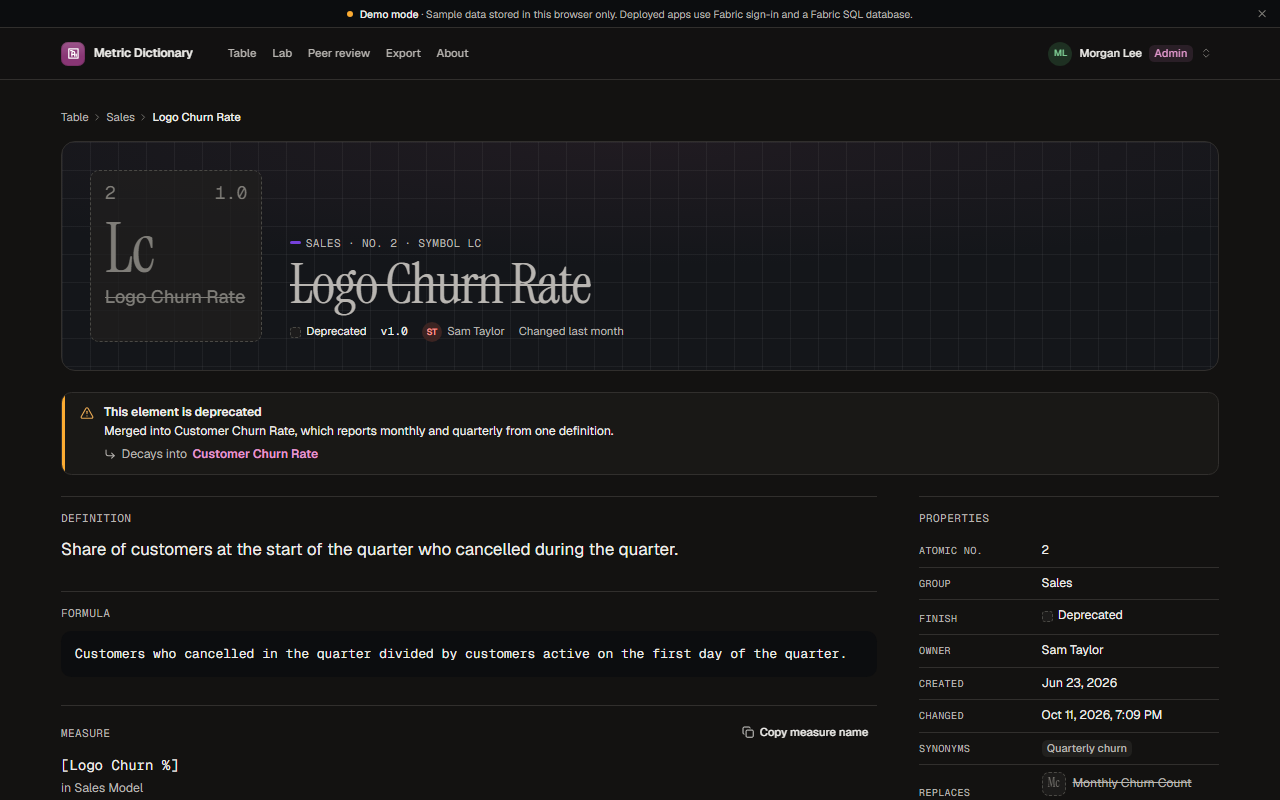 Demo mode · Sample data stored in this browser only. Deployed apps use Fabric sign-in and a Fabric SQL database.
Metric Dictionary
Table
Lab
Peer review
Export
About
ML
Morgan Lee
Admin
Table > Sales > Logo Churn Rate
2
1.0
Lc
Logo Churn Rate
SALES · NO. 2 · SYMBOL LC
Logo Churn Rate
Deprecated
v1.0
ST
Sam Taylor
Changed last month
This element is deprecated
Merged into Customer Churn Rate, which reports monthly and quarterly from one definition.
Decays into Customer Churn Rate
DEFINITION
Share of customers at the start of the quarter who cancelled during the quarter.
FORMULA
Customers who cancelled in the quarter divided by customers active on the first day of the quarter.
MEASURE
Copy measure name
[Logo Churn %]
in Sales Model
PROPERTIES
ATOMIC NO. 2
GROUP Sales
FINISH Deprecated
OWNER Sam Taylor
CREATED Jun 23, 2026
CHANGED Oct 11, 2026, 7:09 PM
SYNONYMS Quarterly churn
REPLACES Mc Monthly Churn Count